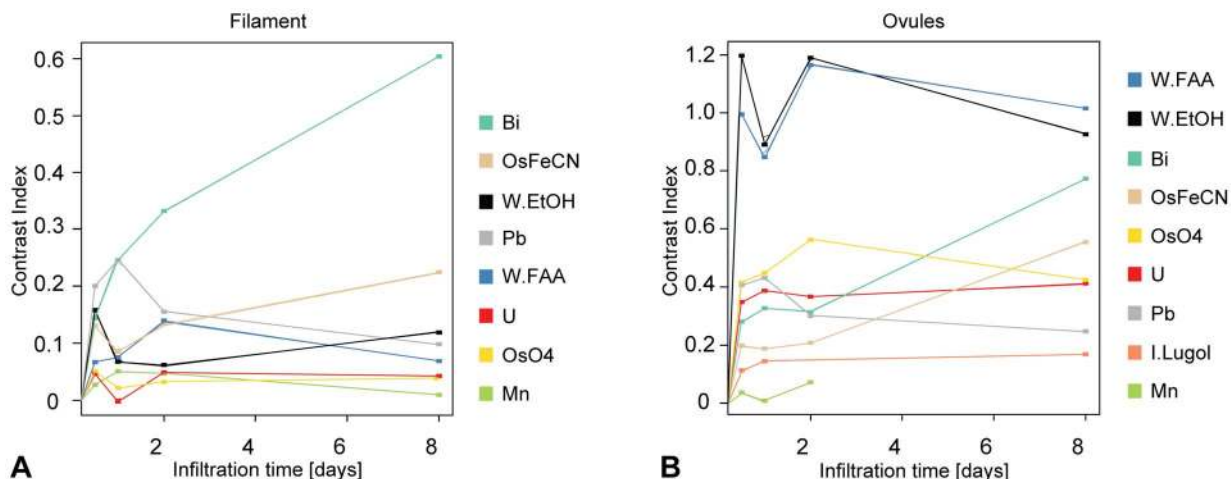 Filament
Contrast Index
0.6
0.5
0.4
0.3
0.2
0.1
0
2
4
6
8
Infiltration time [days]
A
Bi
OsFeCN
W.EtOH
Pb
W.FAA
U
OsO4
Mn
Ovules
Contrast Index
1.2
1.0
0.8
0.6
0.4
0.2
0
2
4
6
8
Infiltration time [days]
B
W.FAA
W.EtOH
Bi
OsFeCN
OsO4
U
Pb
I.Lugol
Mn